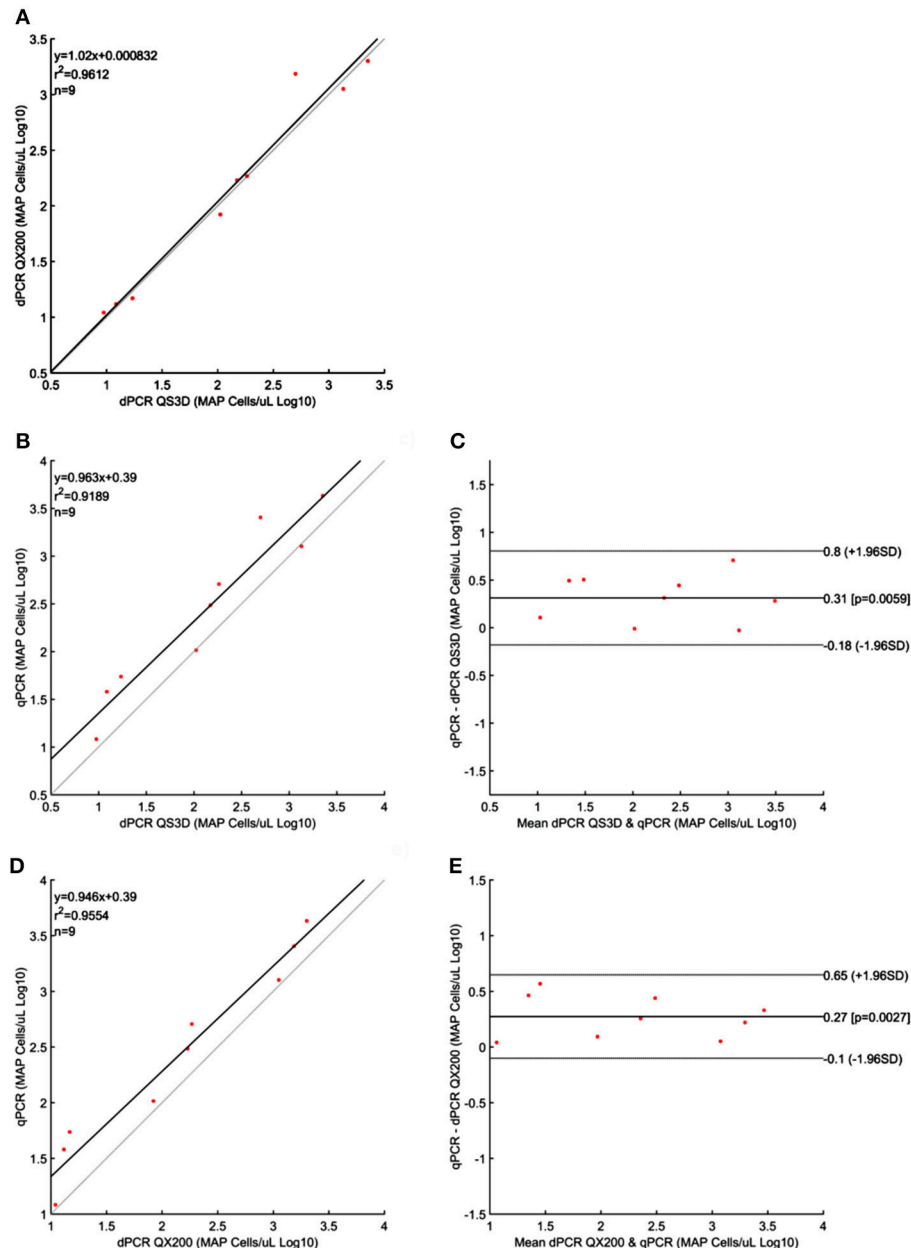 A
y=1.02x+0.000832
r²=0.9612
n=9
dPCR QX200 (MAP Cells/uL Log10)
3.5
3
2.5
2
1.5
1
0.5
0.5 1 1.5 2 2.5 3 3.5
dPCR QS3D (MAP Cells/uL Log10)
c)
B
y=0.963x+0.39
r²=0.9189
n=9
qPCR (MAP Cells/uL Log10)
4
3.5
3
2.5
2
1.5
1
0.5
0.5 1 1.5 2 2.5 3 3.5 4
dPCR QS3D (MAP Cells/uL Log10)
C
qPCR - dPCR QS3D (MAP Cells/uL Log10)
1.5
1
0.5
0
-0.5
-1
-1.5
0.8 (+1.96SD)
0.31 [p=0.0059]
-0.18 (-1.96SD)
0.5 1 1.5 2 2.5 3 3.5 4
Mean dPCR QS3D & qPCR (MAP Cells/uL Log10)
e)
D
y=0.946x+0.39
r²=0.9554
n=9
qPCR (MAP Cells/uL Log10)
4
3.5
3
2.5
2
1.5
1
1 1.5 2 2.5 3 3.5 4
dPCR QX200 (MAP Cells/uL Log10)
E
qPCR - dPCR QX200 (MAP Cells/uL Log10)
1.5
1
0.5
0
-0.5
-1
-1.5
0.65 (+1.96SD)
0.27 [p=0.0027]
-0.1 (-1.96SD)
1 1.5 2 2.5 3 3.5 4
Mean dPCR QX200 & qPCR (MAP Cells/uL Log10)